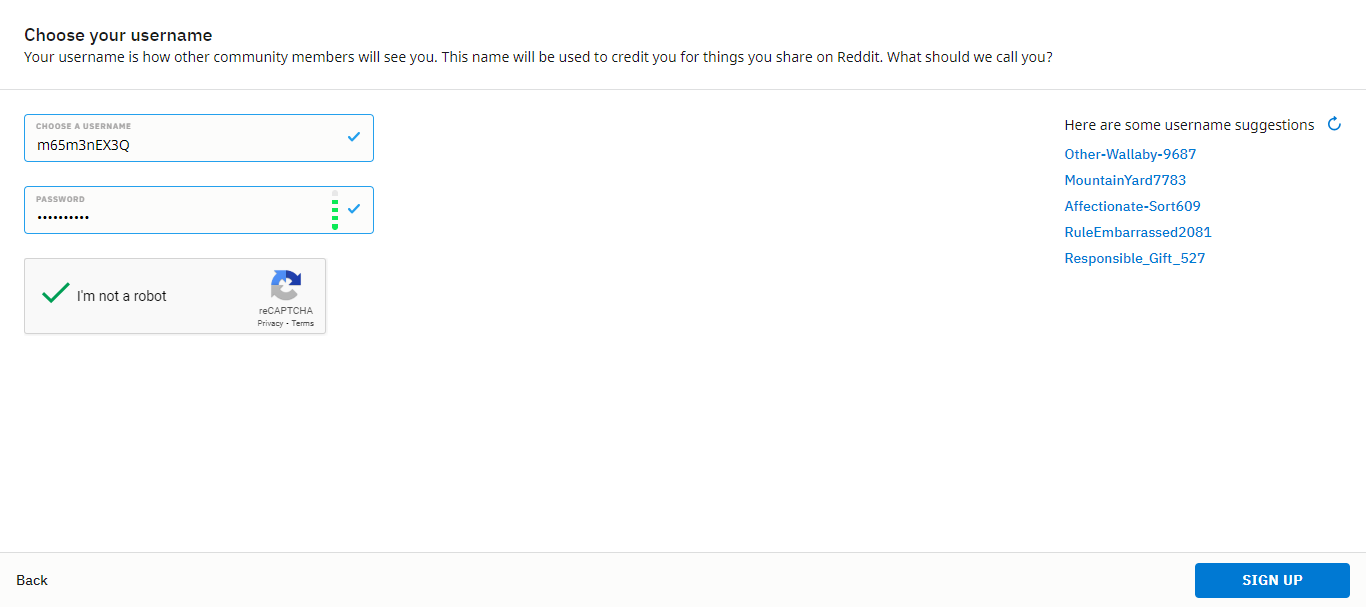 Choose your username
Your username is how other community members will see you. This name will be used to credit you for things you share on Reddit. What should we call you?
CHOOSE A USERNAME
m65m3nEX3Q
PASSWORD
••••••••••
I'm not a robot
reCAPTCHA
Privacy - Terms
Here are some username suggestions
Other-Wallaby-9687
MountainYard7783
Affectionate-Sort609
RuleEmbarrassed2081
Responsible_Gift_527
Back
SIGN UP